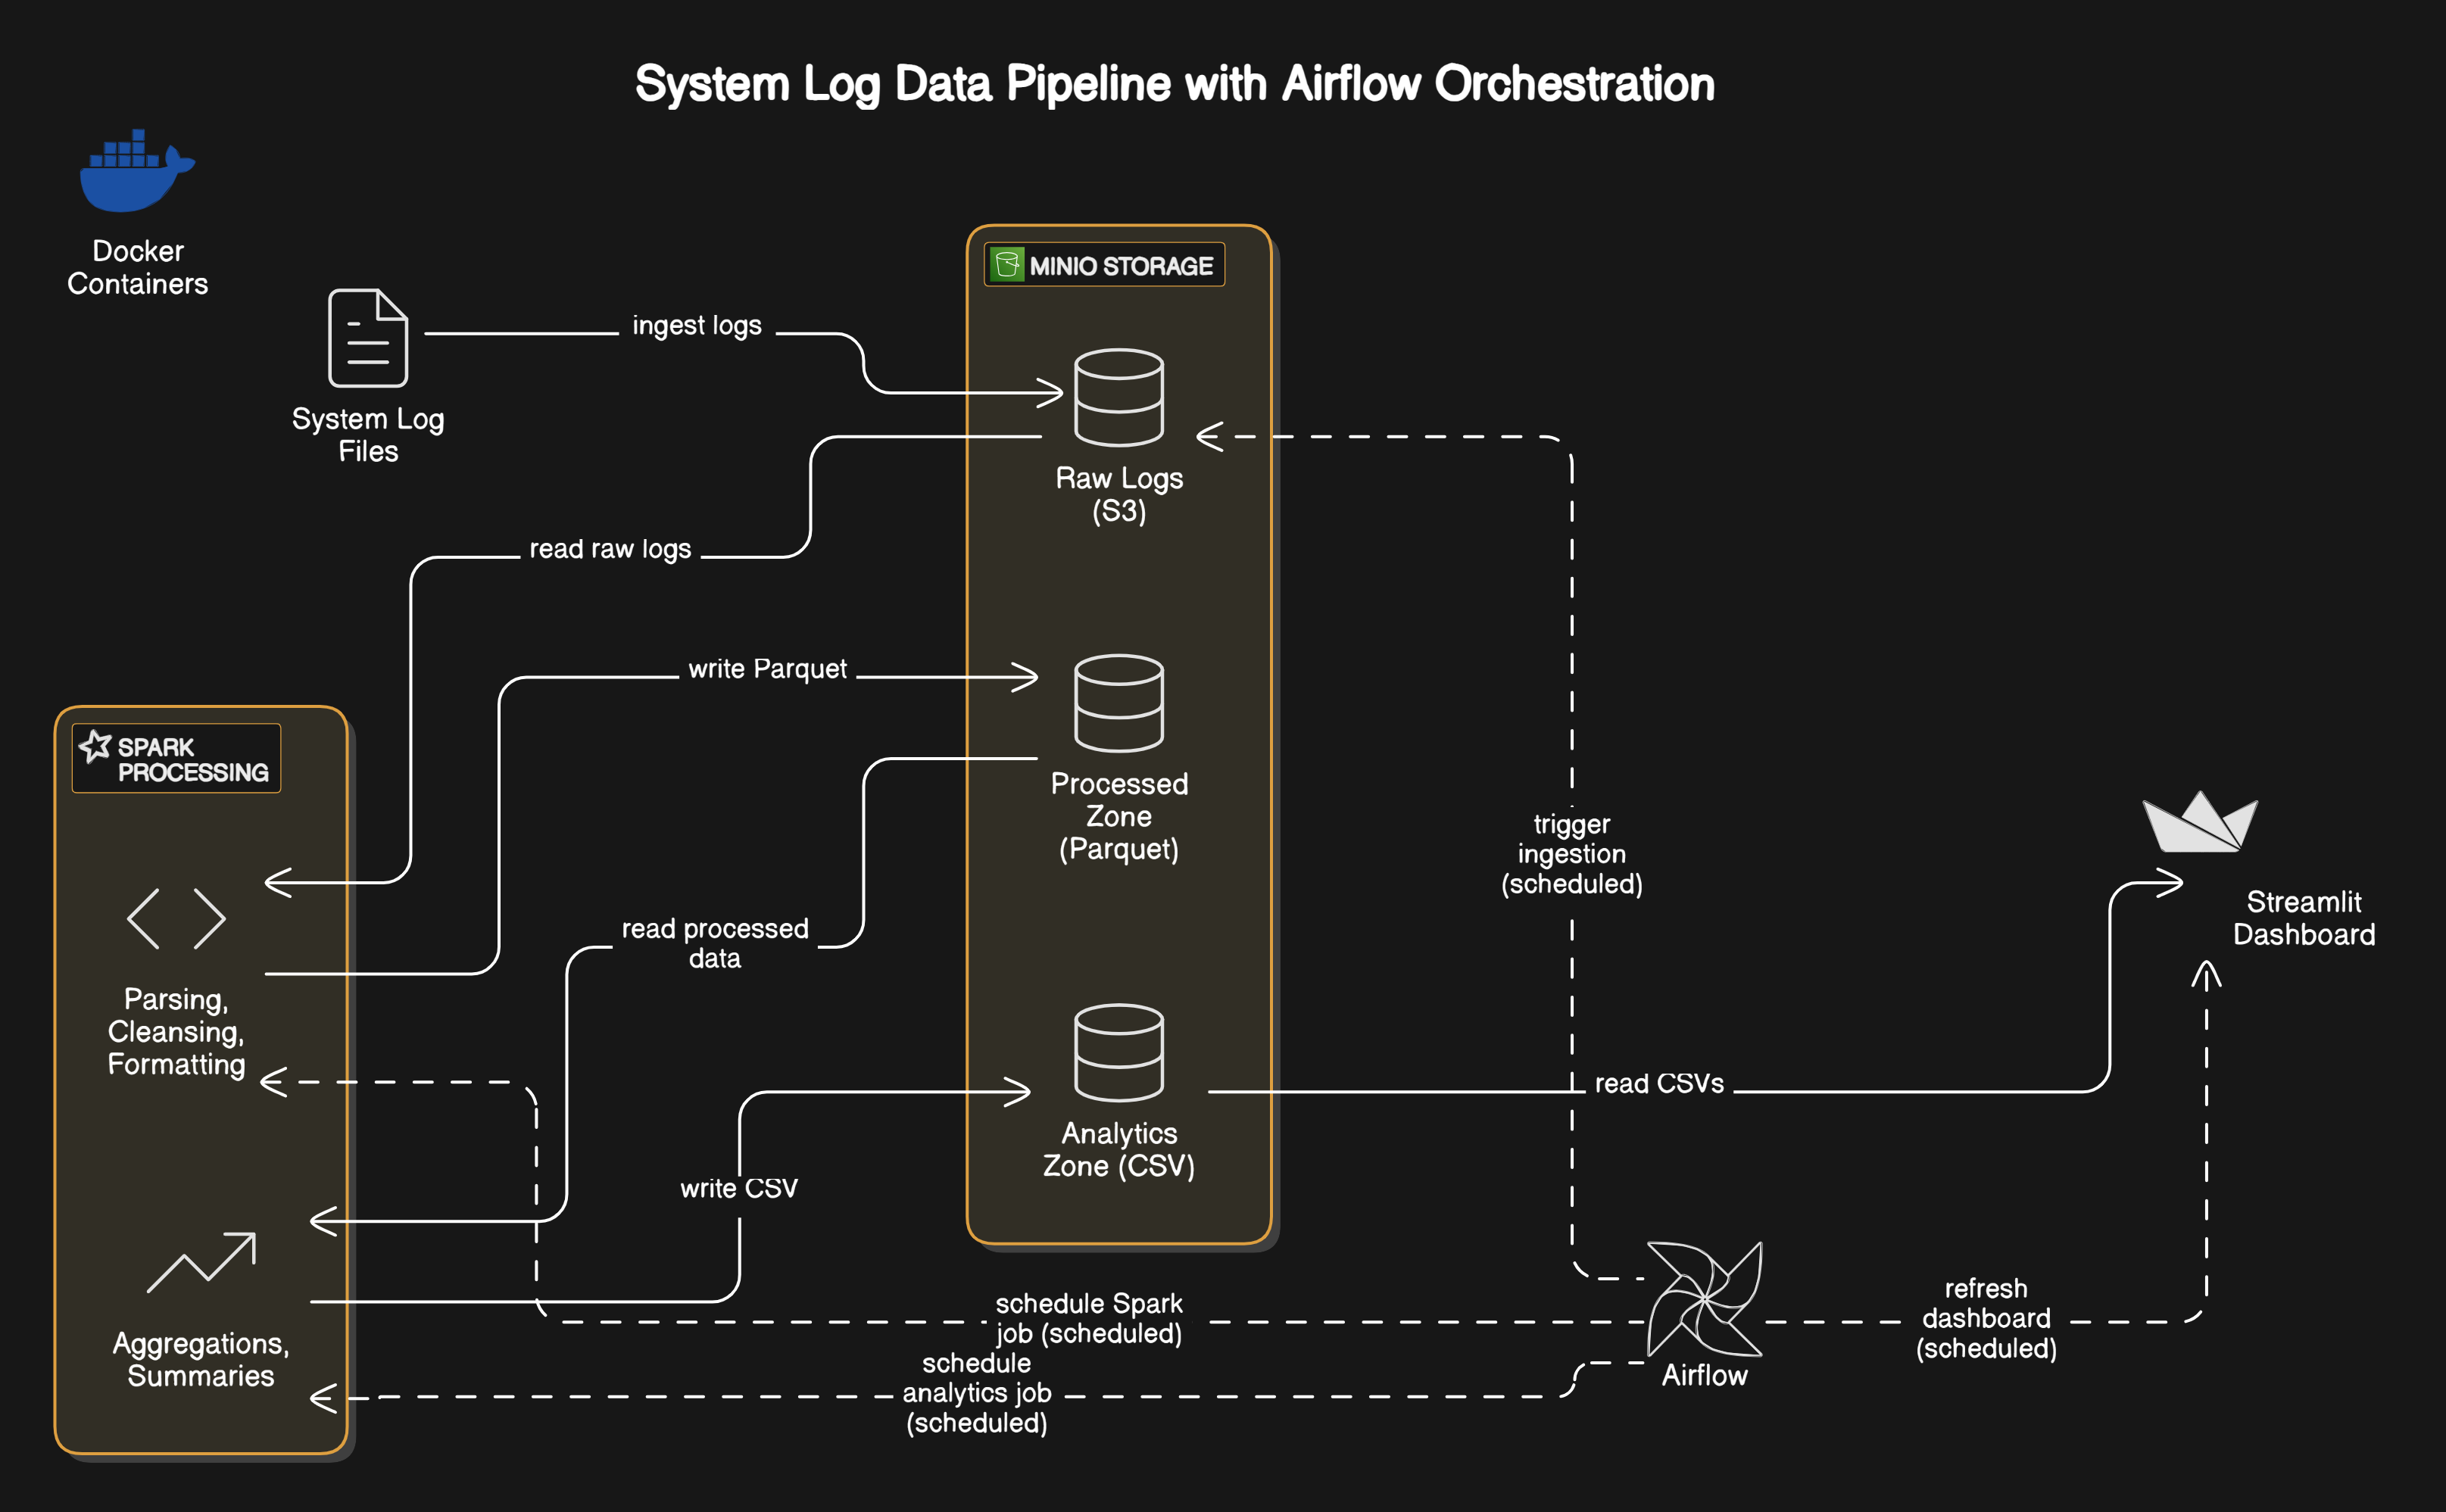 System Log Data Pipeline with Airflow Orchestration
Docker
Containers
System Log
Files
ingest logs
MINIO STORAGE
Raw Logs
(S3)
read raw logs
write Parquet
Processed
Zone
(Parquet)
SPARK
PROCESSING
Parsing,
Cleansing,
Formatting
read processed
data
trigger
ingestion
(scheduled)
Streamlit
Dashboard
Analytics
Zone (CSV)
read CSVs
write CSV
Aggregations,
Summaries
schedule Spark
job (scheduled)
schedule
analytics job
(scheduled)
Airflow
refresh
dashboard
(scheduled)